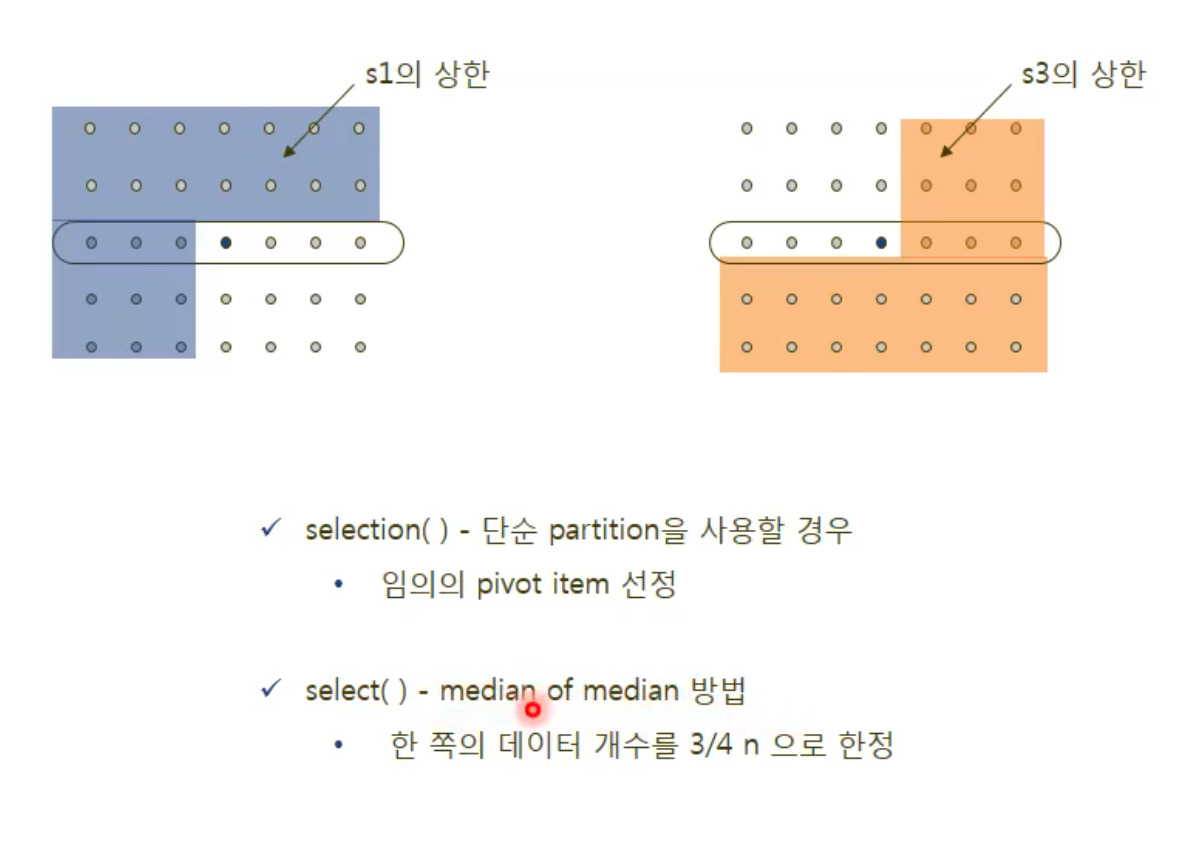 s1의 상한
s3의 상한
✓ selection( ) - 단순 partition을 사용할 경우
• 임의의 pivot item 선정
✓ select( ) - median of median 방법
• 한 쪽의 데이터 개수를 3/4 n 으로 한정